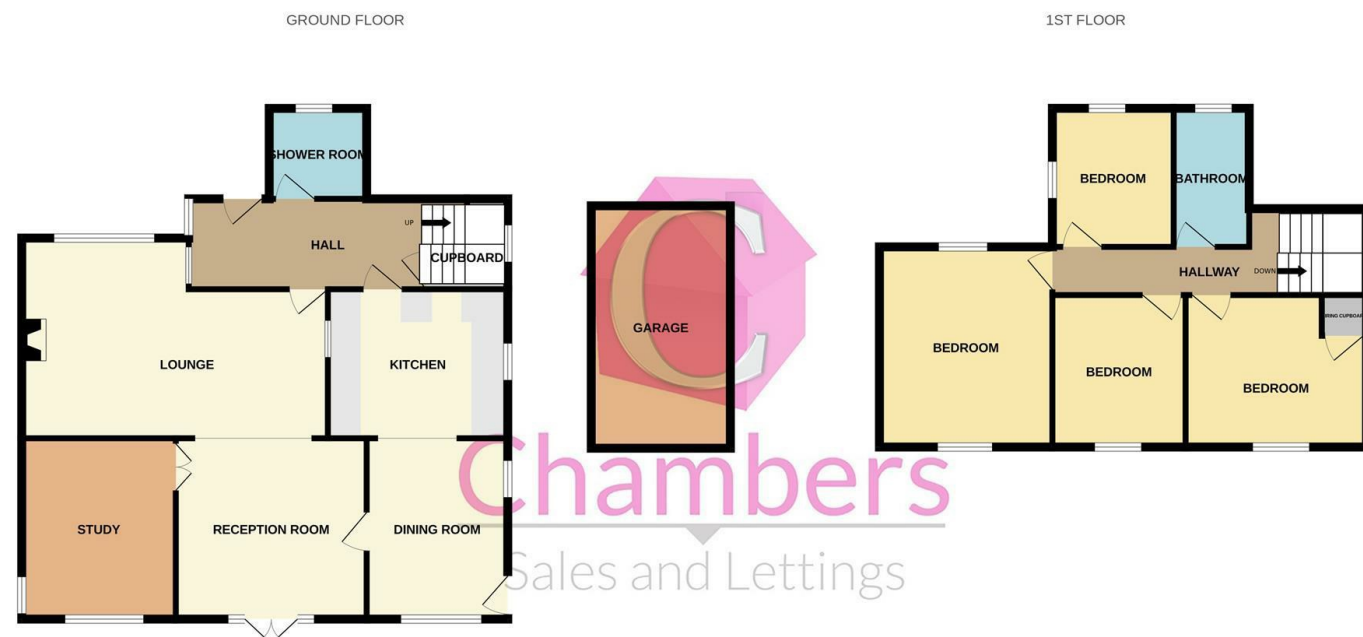 GROUND FLOOR
1ST FLOOR
SHOWER ROOM
BEDROOM
BATHROOM
UP
HALL
CUPBOARD
HALLWAY
DOWN
GARAGE
BEDROOM
LOUNGE
KITCHEN
BEDROOM
BEDROOM
STUDY
RECEPTION ROOM
DINING ROOM
C
Chambers
Sales and Lettings